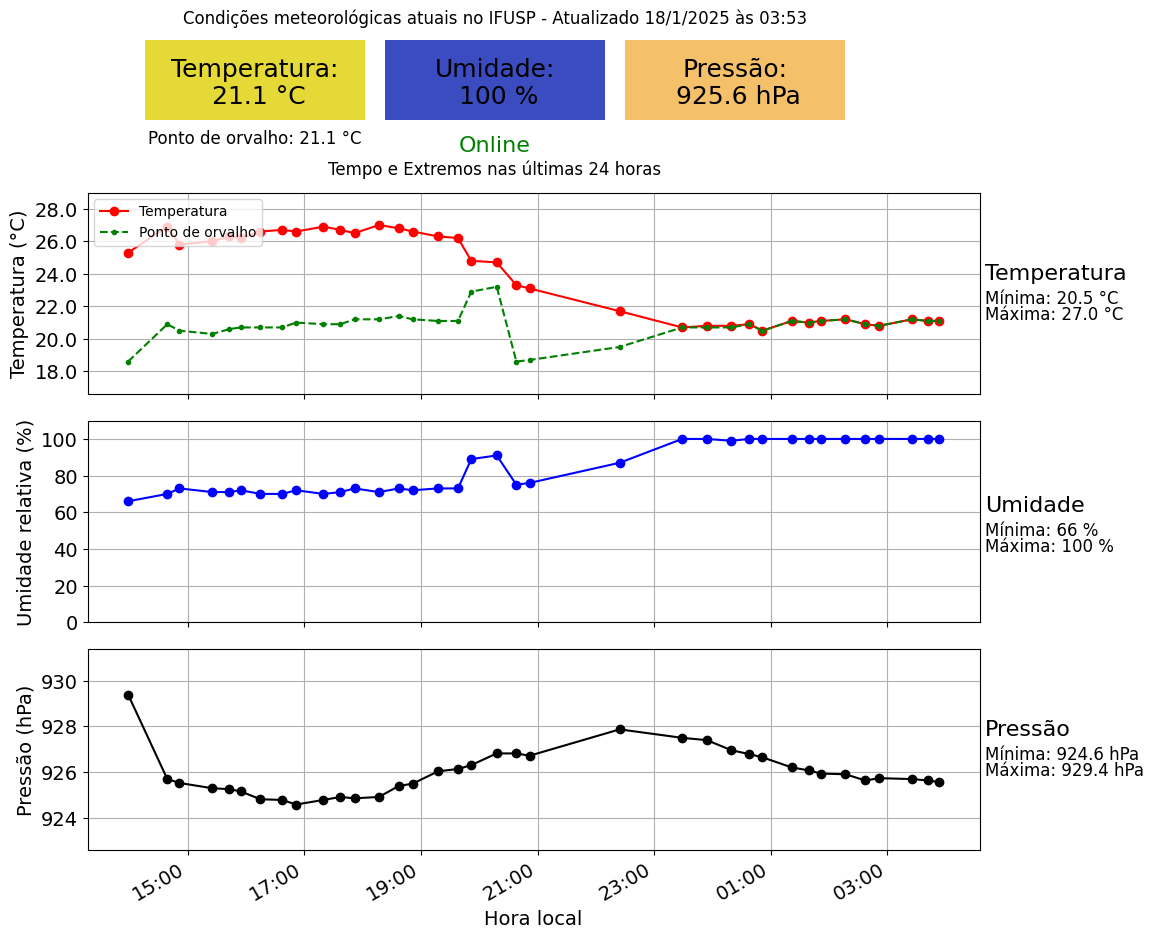 Condições meteorológicas atuais no IFUSP - Atualizado 18/1/2025 às 03:53
Temperatura:
21.1 °C
Umidade:
100 %
Pressão:
925.6 hPa
Ponto de orvalho: 21.1 °C
Online
Tempo e Extremos nas últimas 24 horas
Temperatura (°C)
28.0
26.0
24.0
22.0
20.0
18.0
Temperatura
Ponto de orvalho
Temperatura
Mínima: 20.5 °C
Máxima: 27.0 °C
Umidade relativa (%)
100
80
60
40
20
0
Umidade
Mínima: 66 %
Máxima: 100 %
Pressão (hPa)
930
928
926
924
Pressão
Mínima: 924.6 hPa
Máxima: 929.4 hPa
15:00
17:00
19:00
21:00
23:00
01:00
03:00
Hora local